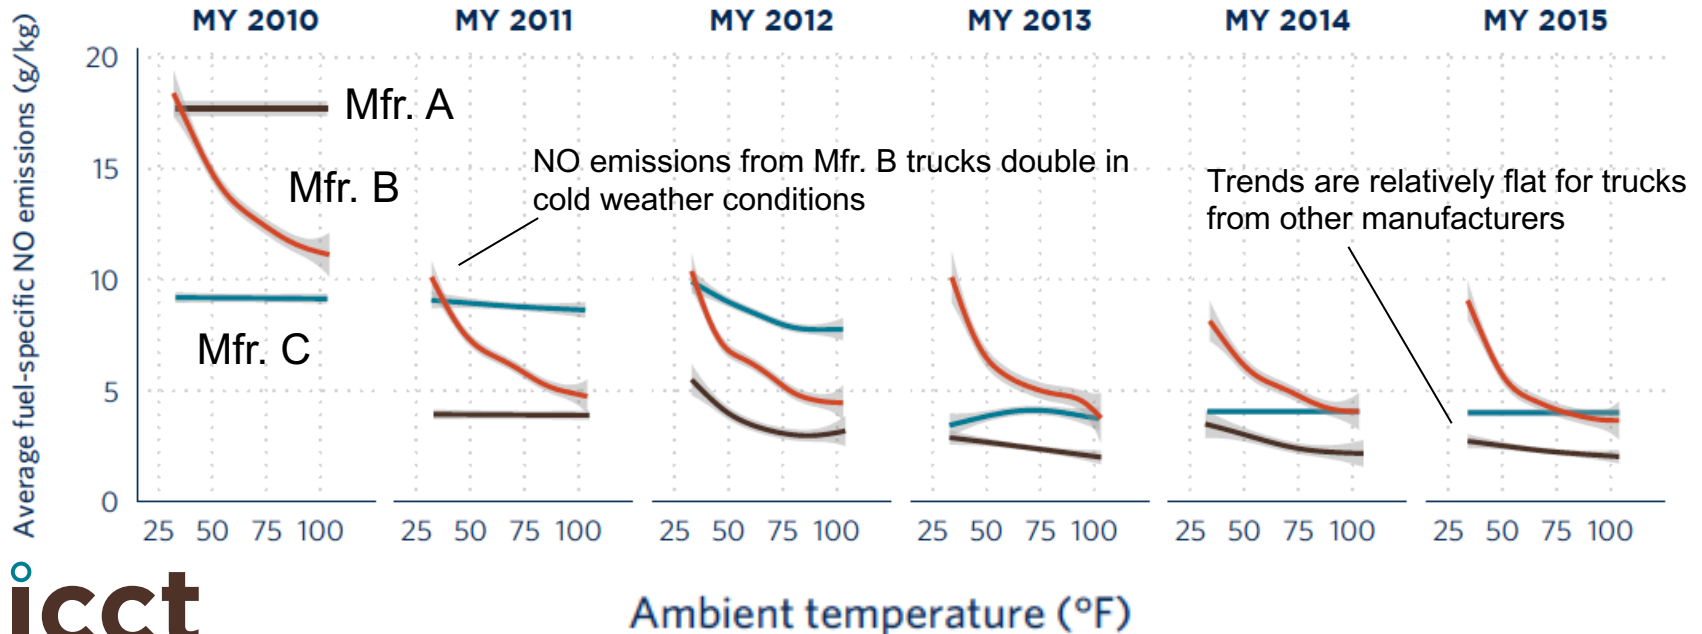 MY 2010 MY 2011 MY 2012 MY 2013 MY 2014 MY 2015
Average fuel-specific NO emissions (g/kg)
20
15
10
5
0
Mfr. A
Mfr. B
Mfr. C
NO emissions from Mfr. B trucks double in
cold weather conditions
Trends are relatively flat for trucks
from other manufacturers
25 50 75 100 25 50 75 100 25 50 75 100 25 50 75 100 25 50 75 100 25 50 75 100
Ambient temperature (°F)
icct